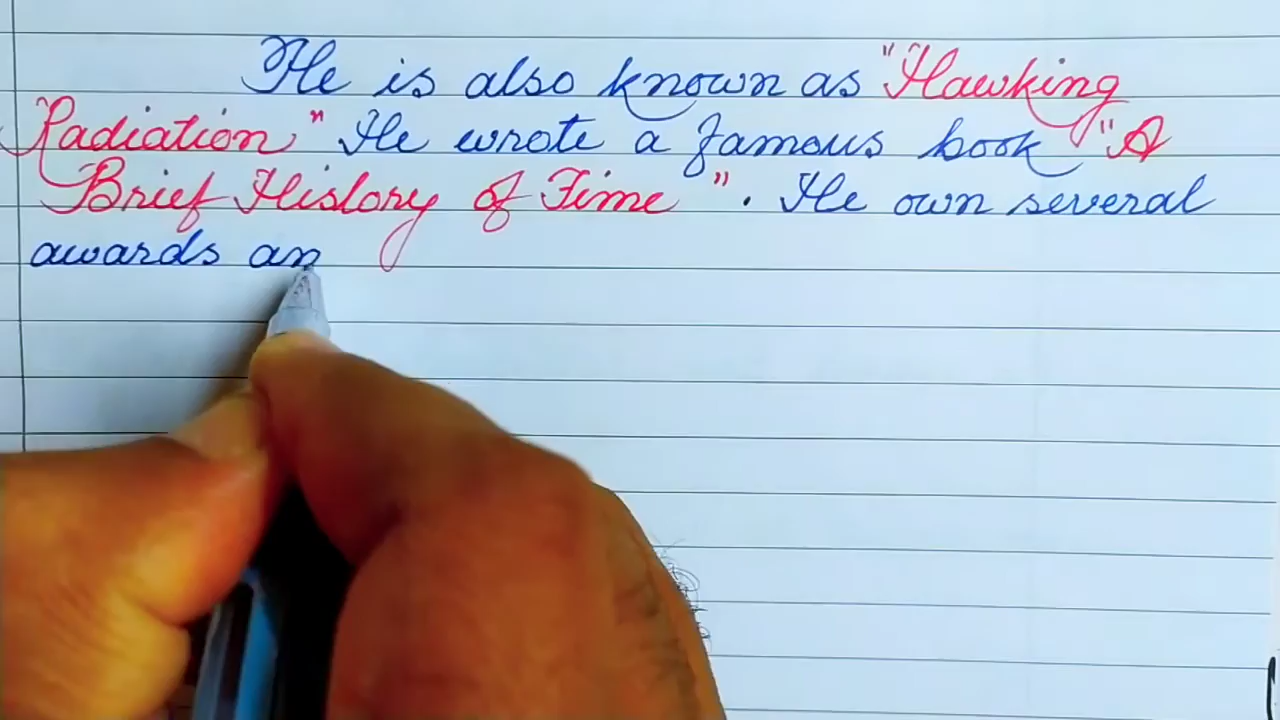 He is also known as "Hawking
Radiation" He wrote a famous book "A
Brief History of Time". He own several
awards an